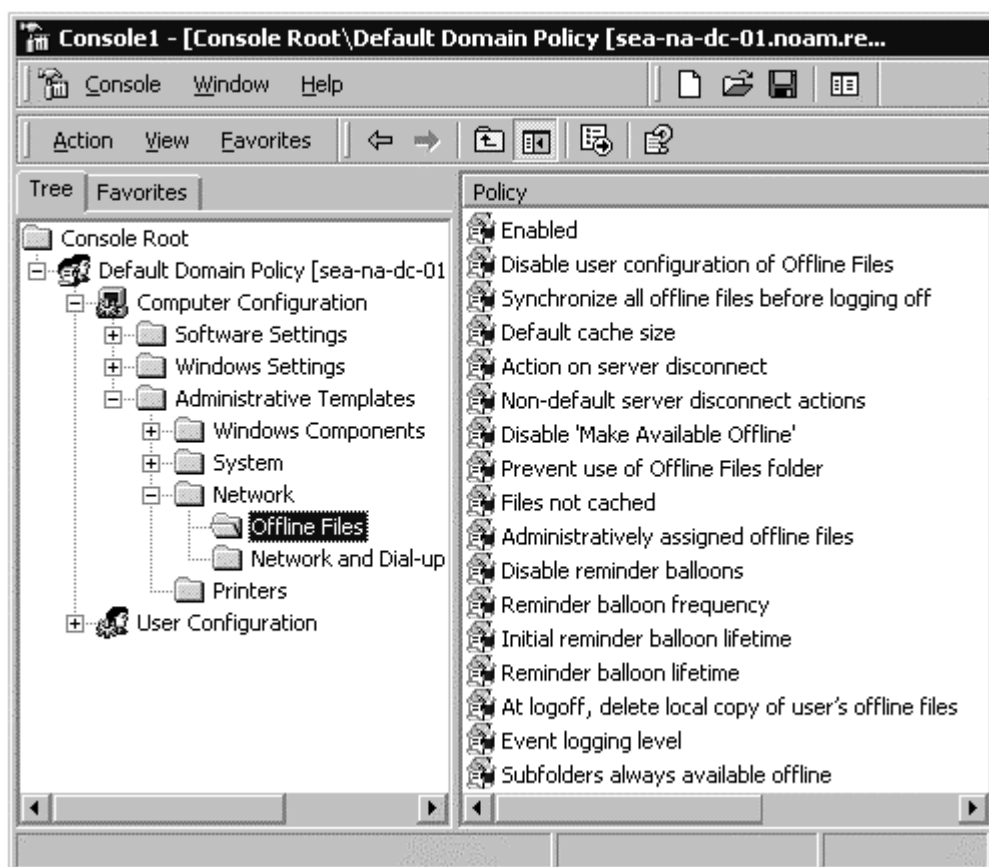 Console1 - [Console Root\Default Domain Policy [sea-na-dc-01.noam.re...
Console Window Help
Action View Favorites
Tree Favorites
Console Root
Default Domain Policy [sea-na-dc-01
Computer Configuration
Software Settings
Windows Settings
Administrative Templates
Windows Components
System
Network
Offline Files
Network and Dial-up
Printers
User Configuration
Policy
Enabled
Disable user configuration of Offline Files
Synchronize all offline files before logging off
Default cache size
Action on server disconnect
Non-default server disconnect actions
Disable 'Make Available Offline'
Prevent use of Offline Files folder
Files not cached
Administratively assigned offline files
Disable reminder balloons
Reminder balloon frequency
Initial reminder balloon lifetime
Reminder balloon lifetime
At logoff, delete local copy of user's offline files
Event logging level
Subfolders always available offline